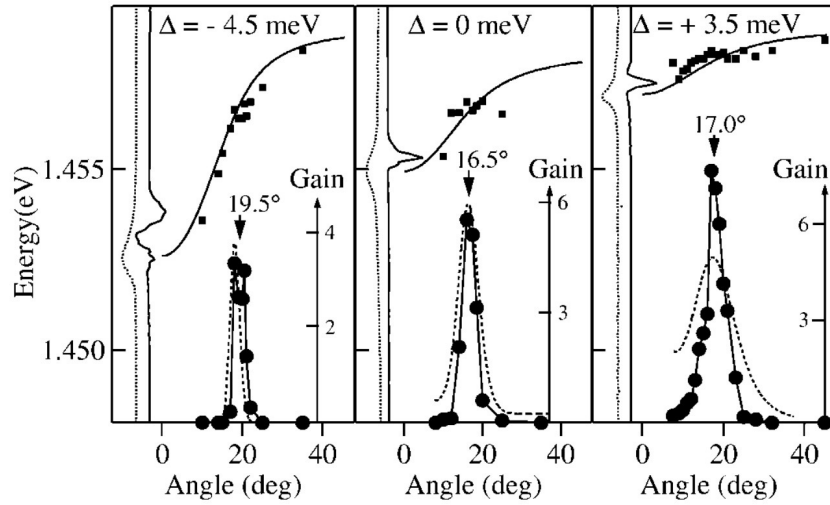 Δ = - 4.5 meV
Δ = 0 meV
Δ = + 3.5 meV
Energy(eV)
1.455
1.450
19.5°
Gain
4
2
16.5°
Gain
6
3
17.0°
Gain
6
3
0 20 40
0 20 40
0 20 40
Angle (deg)
Angle (deg)
Angle (deg)